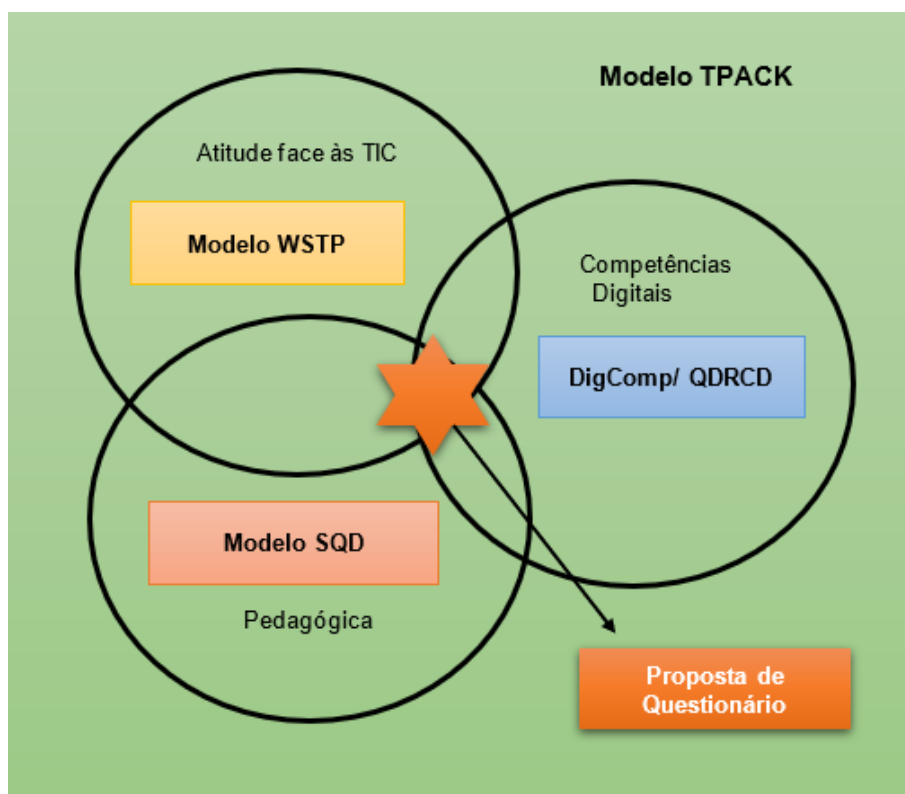 Modelo TPACK
Atitude face às TIC
Modelo WSTP
Competências
Digitais
DigComp/ QDRCD
Modelo SQD
Pedagógica
Proposta de
Questionário